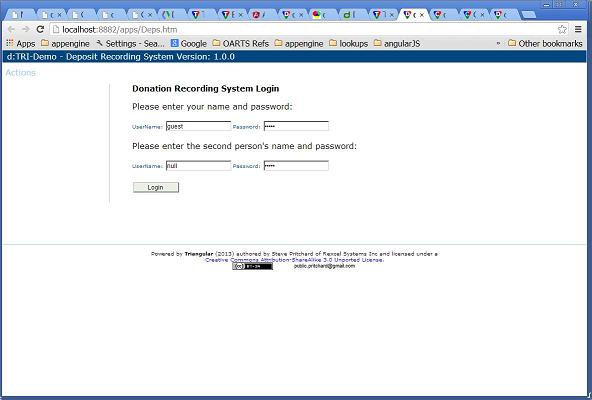 localhost:8882/apps/Deps.htm
Apps appengine Settings - Sea... Google OARTS Refs appengine lookups angularJS » Other bookmarks
d:TRI-Demo - Deposit Recording System Version: 1.0.0
Actions
Donation Recording System Login
Please enter your name and password:
UserName: guest Password: •••••
Please enter the second person's name and password:
UserName: null Password: •••••
Login
Powered by Triangular (2013) authored by Steve Pritchard of Rexcel Systems Inc and licensed under a
Creative Commons Attribution-ShareAlike 3.0 Unported License.
(cc) BY-SA public.pritchard@gmail.com